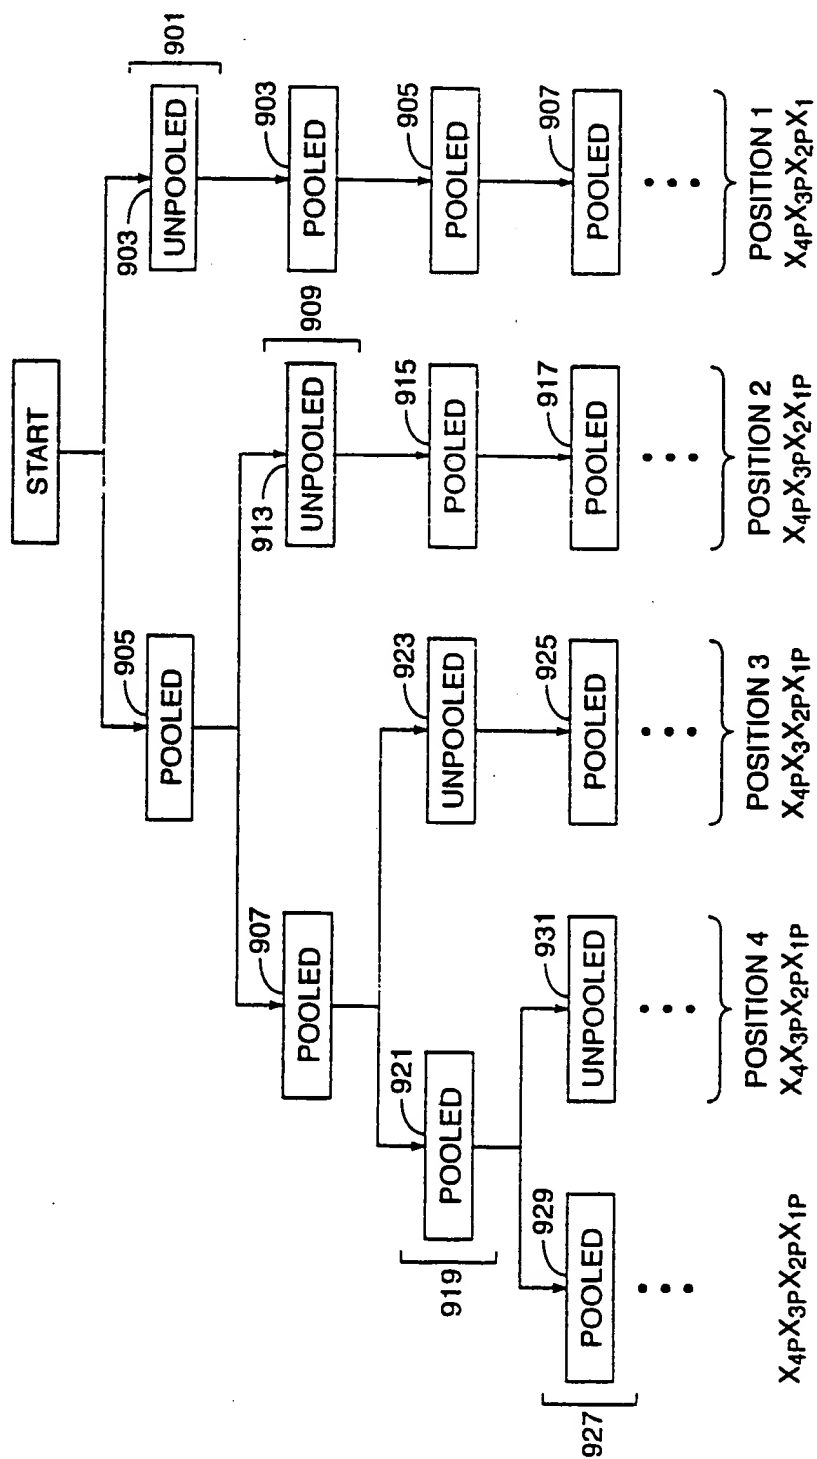 START
901
903
UNPOOLED
905
POOLED
903
POOLED
909
913
UNPOOLED
907
POOLED
905
POOLED
915
POOLED
923
UNPOOLED
921
POOLED
919
907
POOLED
917
POOLED
925
POOLED
931
UNPOOLED
929
POOLED
927
X4PX3PX2PX1P
POSITION 4
X4X3PX2PX1P
POSITION 3
X4PX3X2PX1P
POSITION 2
X4PX3PX2X1P
POSITION 1
X4PX3PX2PX1